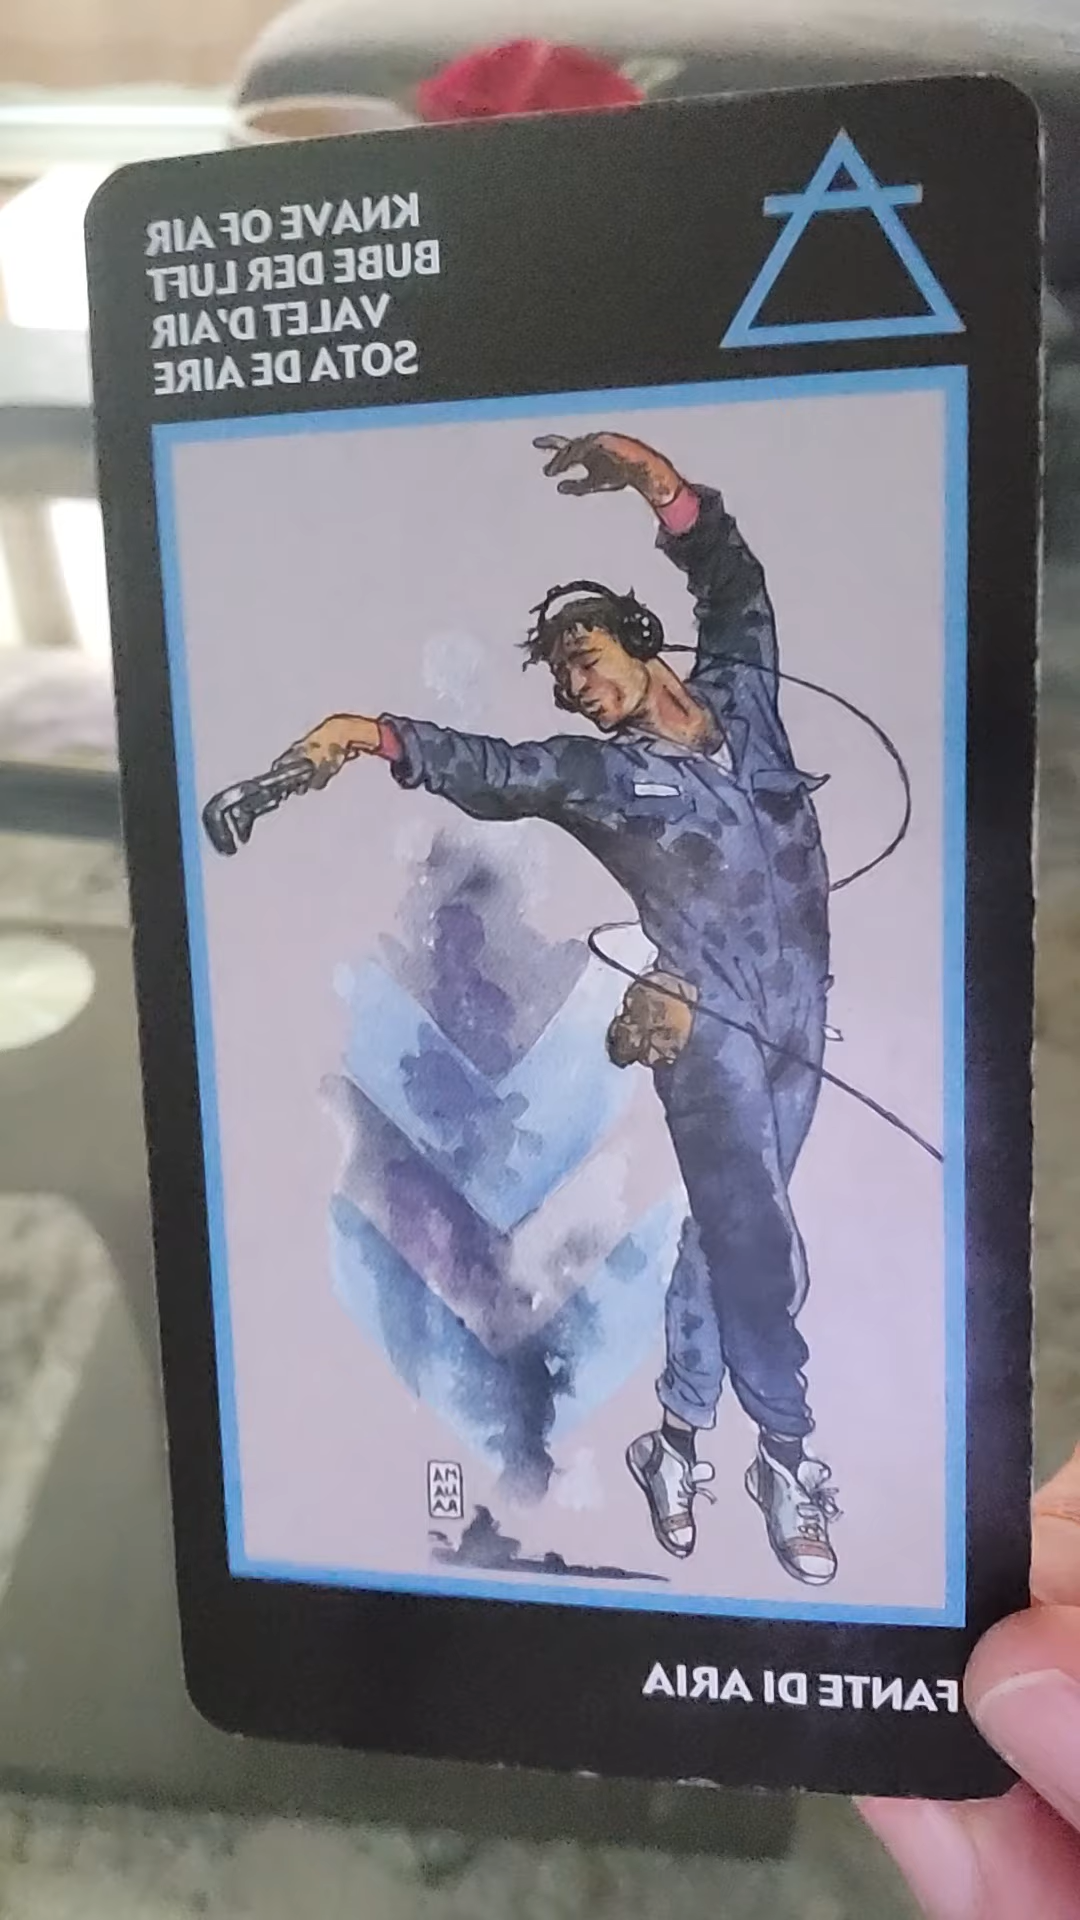 KNAVE OF AIR
BUBE DER LUFT
VALET D'AIR
SOTA DE AIRE
FANTE DI ARIA